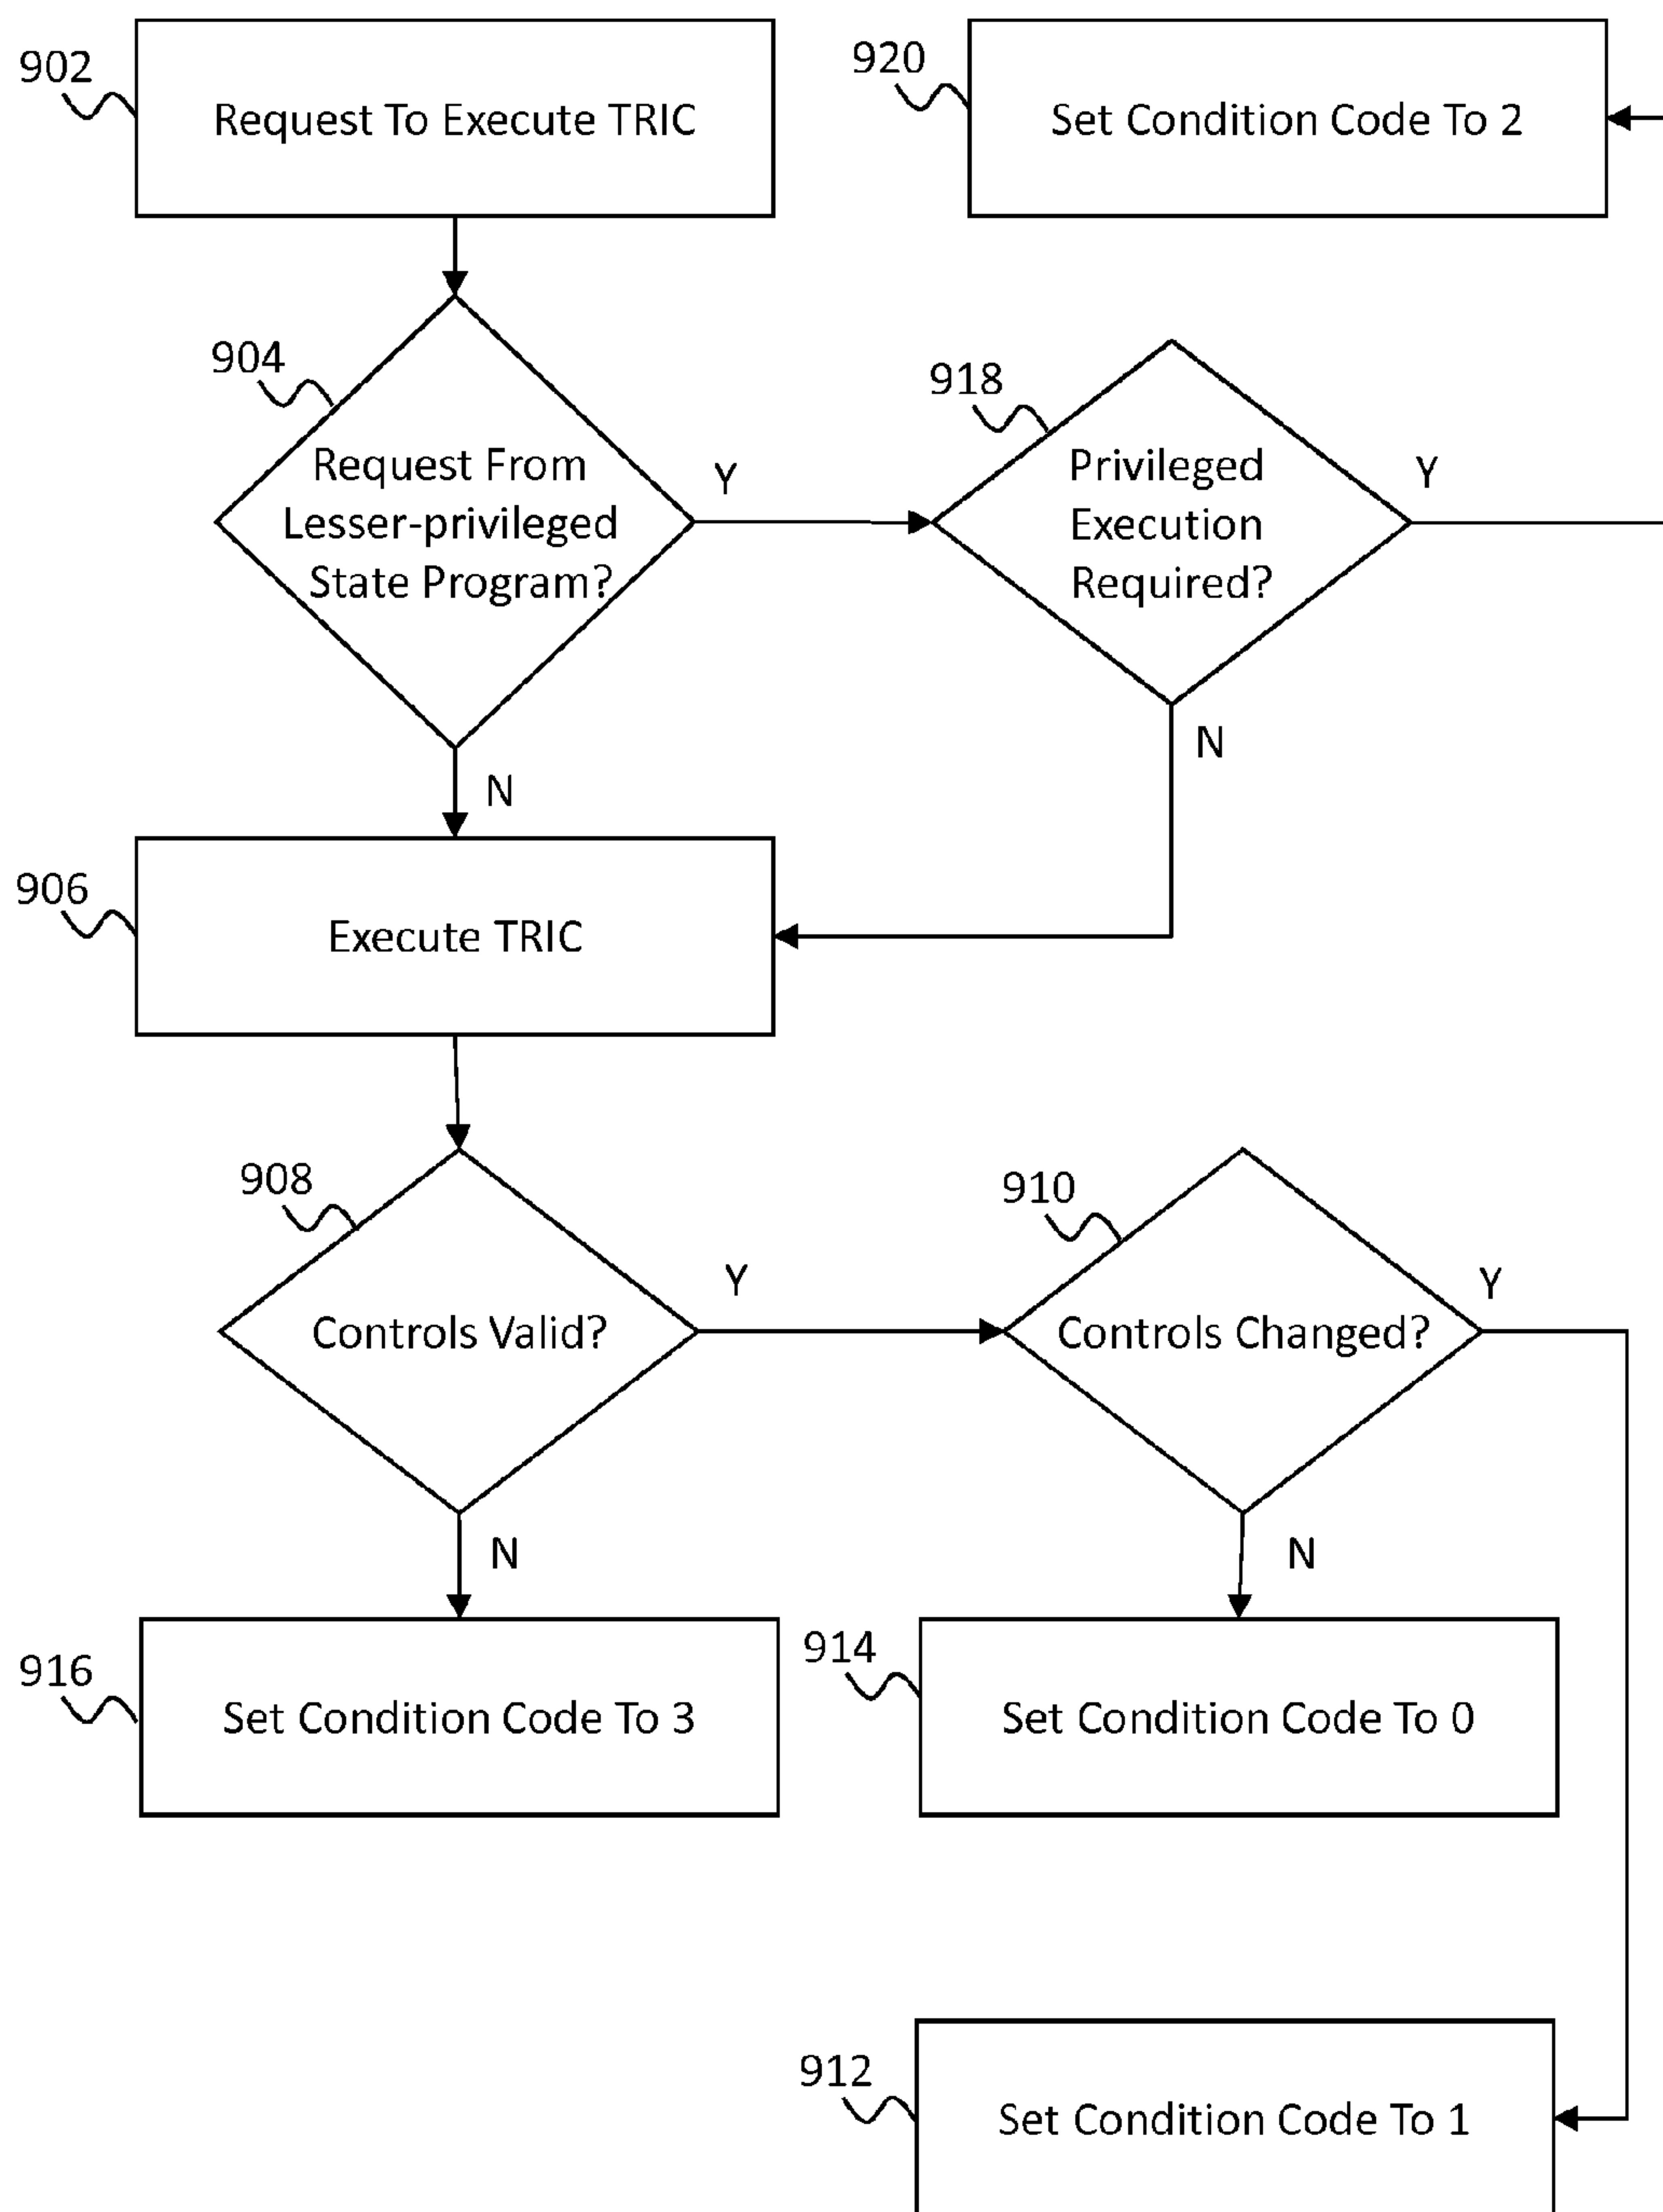 902
Request To Execute TRIC
920
Set Condition Code To 2
904
Request From
Lesser-privileged
State Program?
Y
918
Privileged
Execution
Required?
Y
N
N
906
Execute TRIC
908
Controls Valid?
Y
910
Controls Changed?
Y
N
N
916
Set Condition Code To 3
914
Set Condition Code To 0
912
Set Condition Code To 1